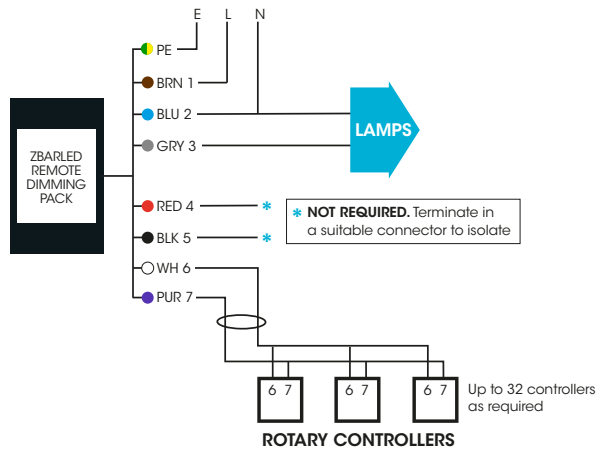 E L N
PE
BRN 1
BLU 2
GRY 3
LAMPS
ZBARLED
REMOTE
DIMMING
PACK
RED 4 *
* NOT REQUIRED. Terminate in
a suitable connector to isolate
BLK 5 *
WH 6
PUR 7
6 7 6 7 6 7
Up to 32 controllers
as required
ROTARY CONTROLLERS